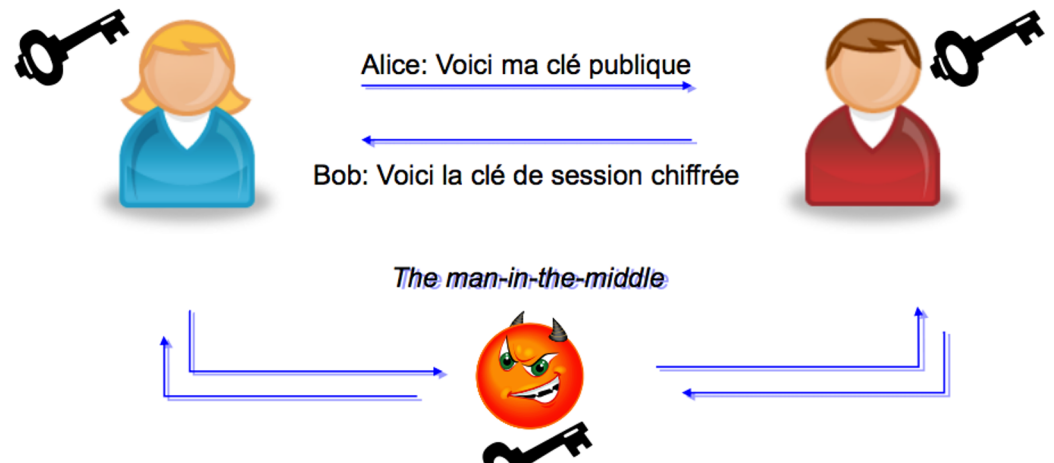 Alice: Voici ma clé publique
Bob: Voici la clé de session chiffrée
The man-in-the-middle